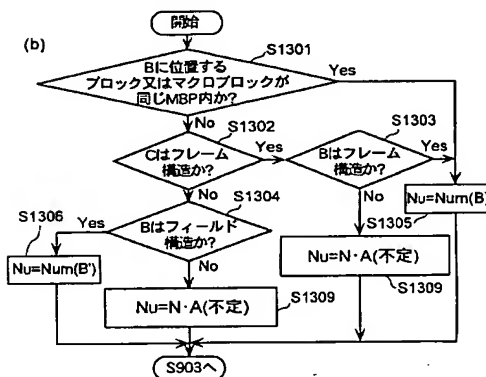 (b)
開始
S1301
Bに位置する
ブロック又はマクロブロックが
同じMBP内か?
Yes
No
S1302
Cはフレーム
構造か?
Yes
No
S1303
Bはフレーム
構造か?
No
S1304
Bはフィールド
構造か?
Yes
No
S1305
Nu=Num(B)
S1306
Nu=Num(B')
Nu=N·A(不定)
S1309
Nu=N·A(不定)
S1309
S903へ